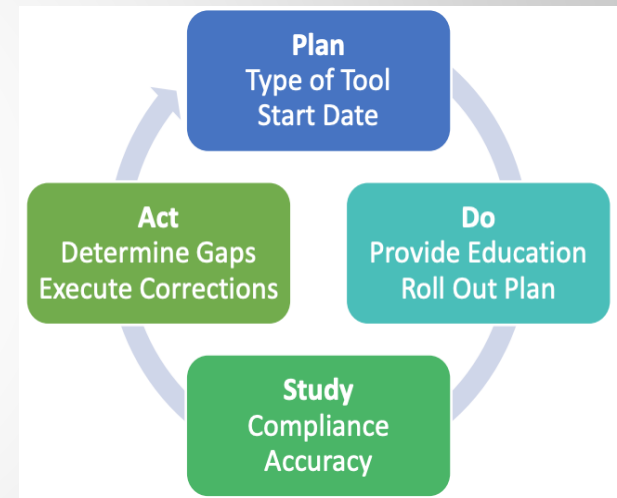 Plan
Type of Tool
Start Date
Do
Provide Education
Roll Out Plan
Study
Compliance
Accuracy
Act
Determine Gaps
Execute Corrections